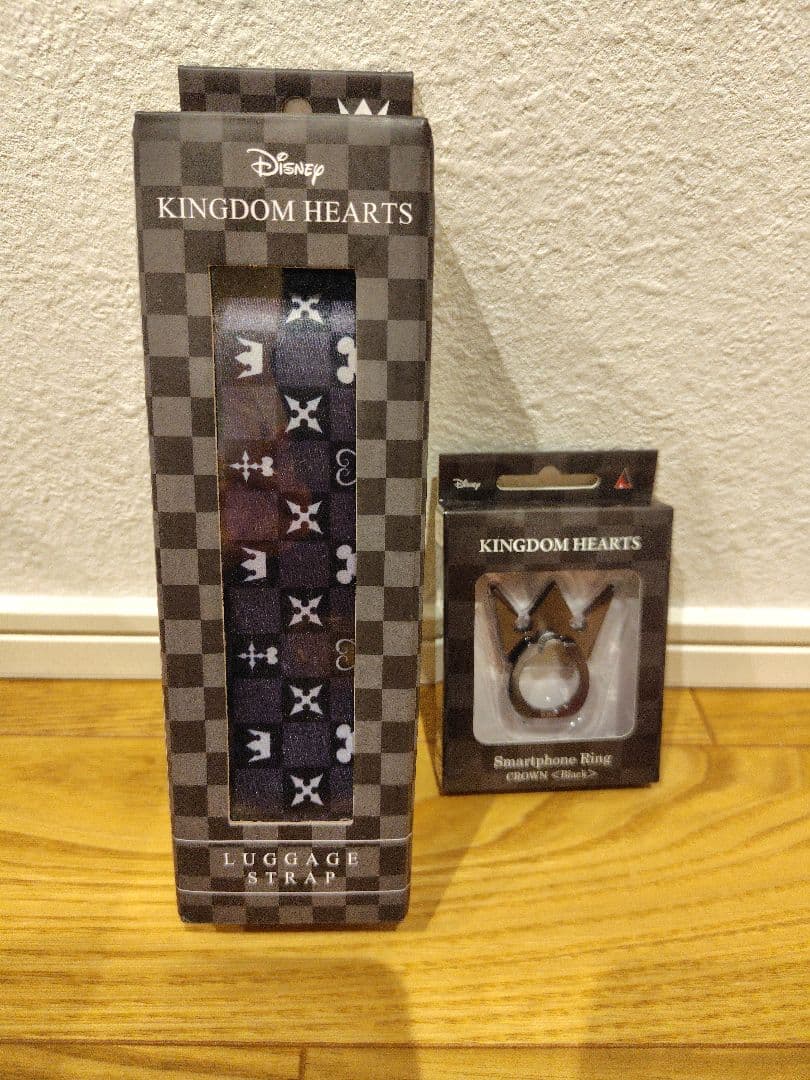 Disney
KINGDOM HEARTS
LUGGAGE
STRAP
Disney
KINGDOM HEARTS
Smartphone Ring
CROWN <Black>